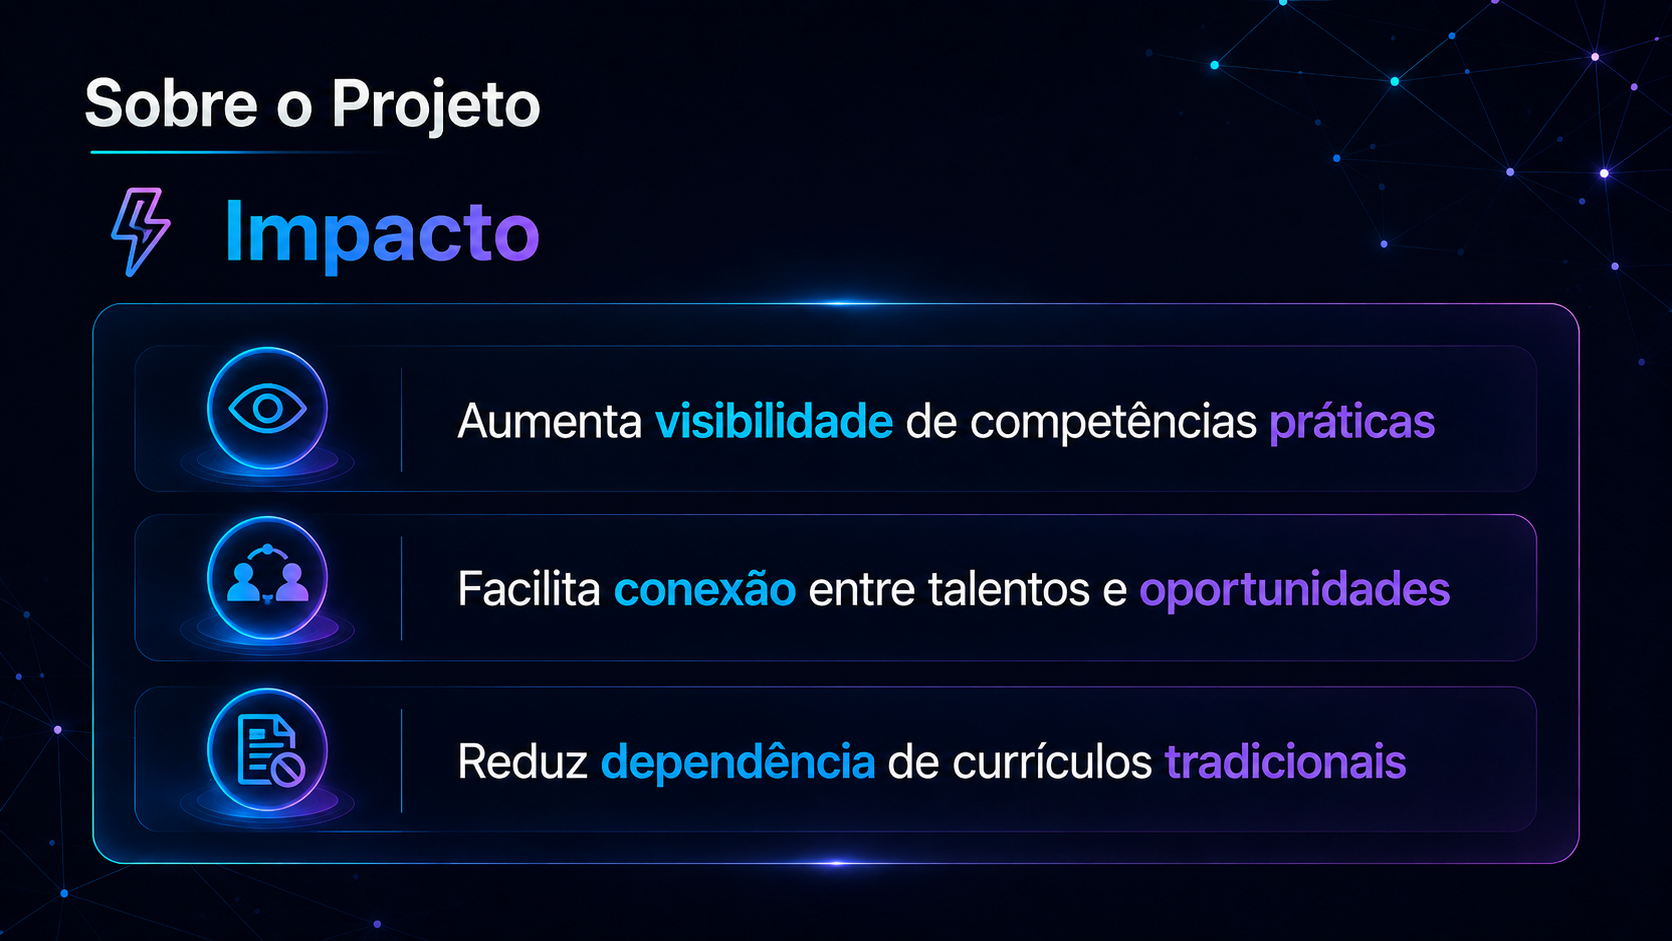 Sobre o Projeto
Impacto
Aumenta visibilidade de competências práticas
Facilita conexão entre talentos e oportunidades
Reduz dependência de currículos tradicionais